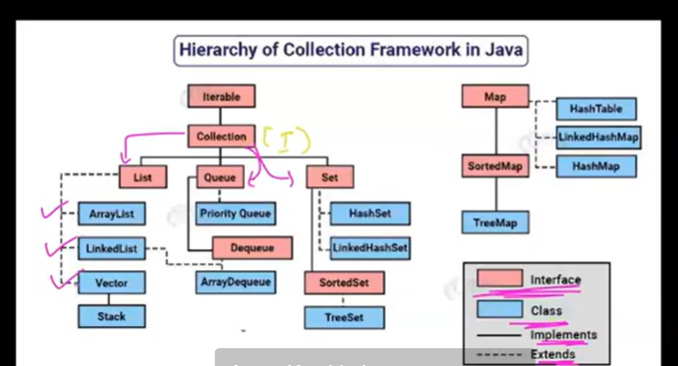 Hierarchy of Collection Framework in Java
Iterable
Collection
(I)
List
Queue
Set
ArrayList
Priority Queue
HashSet
LinkedList
Dequeue
LinkedHashSet
Vector
ArrayDequeue
SortedSet
Stack
TreeSet
Map
HashTable
LinkedHashMap
SortedMap
HashMap
TreeMap
Interface
Class
Implements
Extends